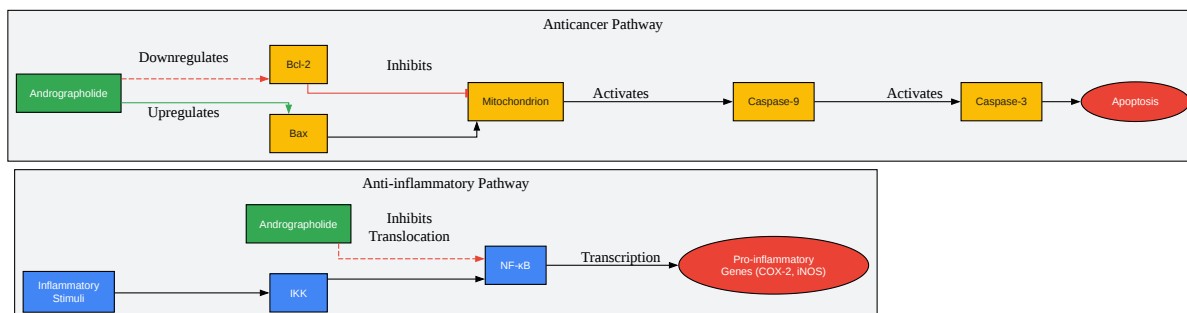 Anticancer Pathway
Downregulates
Bcl-2
Inhibits
Andrographolide
Upregulates
Bax
Mitochondrion
Activates
Caspase-9
Activates
Caspase-3
Apoptosis
Anti-inflammatory Pathway
Andrographolide
Inhibits
Translocation
NF-κB
Transcription
Pro-inflammatory
Genes (COX-2, iNOS)
Inflammatory
Stimuli
IKK